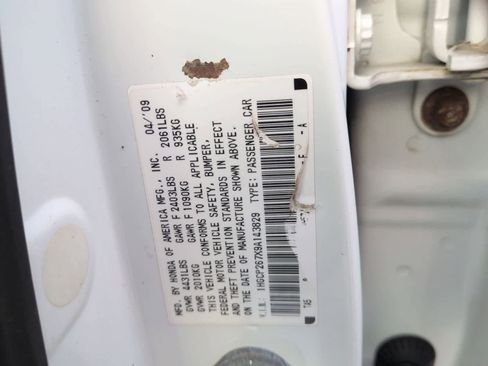 MFD. BY HONDA OF AMERICA MFG., INC. 04/'09
GVWR 4431LBS GAWR F 2403LBS R 2061LBS
GVWR 2010KG GAWR F 1090KG R 935KG
THIS VEHICLE CONFORMS TO ALL APPLICABLE
FEDERAL MOTOR VEHICLE SAFETY, BUMPER,
AND THEFT PREVENTION STANDARDS IN EFFECT
ON THE DATE OF MANUFACTURE SHOWN ABOVE.
V.I.N.: 1HGCP267X9A143829 TYPE: PASSENGER CAR